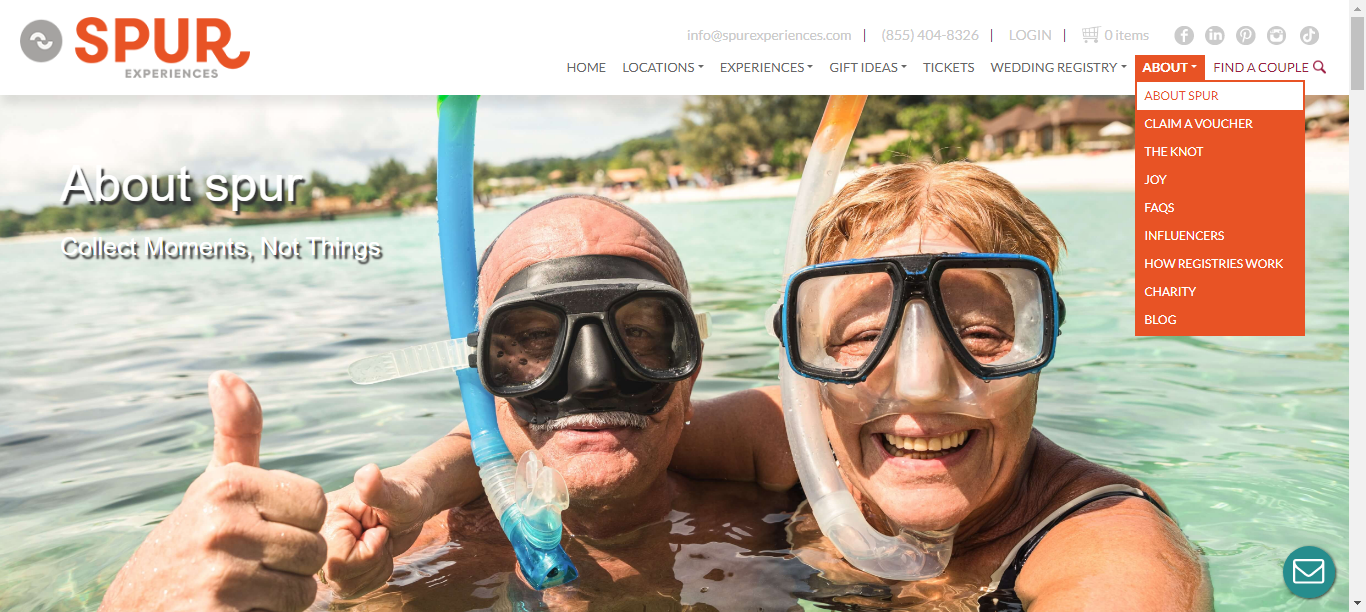 SPUR
EXPERIENCES
info@spurexperiences.com | (855) 404-8326 | LOGIN | 0 items
HOME LOCATIONS EXPERIENCES GIFT IDEAS TICKETS WEDDING REGISTRY ABOUT FIND A COUPLE
ABOUT SPUR
CLAIM A VOUCHER
THE KNOT
JOY
FAQS
INFLUENCERS
HOW REGISTRIES WORK
CHARITY
BLOG
About spur
Collect Moments, Not Things